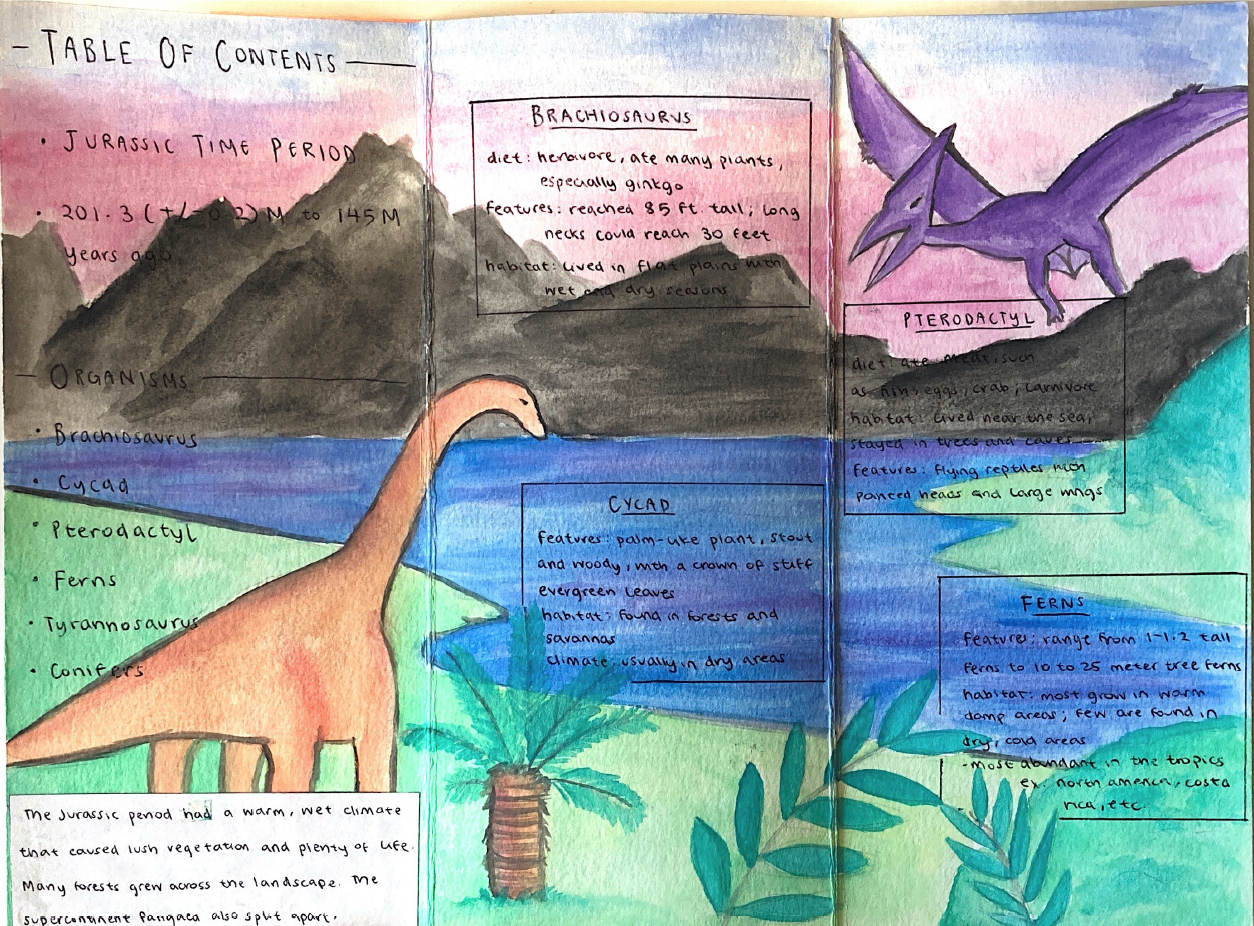 - TABLE OF CONTENTS
• JURASSIC TIME PERIOD
• 201.3 (+/-0.2)M to 145M
years ago
ORGANISMS
• Brachiosaurus
• Cycad
• Pterodactyl
• Ferns
• Tyrannosaurus
• Conifers
The Jurassic period had a warm, wet climate
that caused lush vegetation and plenty of life.
Many forests grew across the landscape. The
supercontinent Pangaea also split apart.
BRACHIOSAURUS
diet: herbivore, ate many plants,
especially ginkgo
features: reached 85 ft. tall; long
necks could reach 30 feet
habitat: lived in flat plains with
wet and dry seasons
CYCAD
features: palm-like plant, stout
and woody, with a crown of stiff
evergreen leaves
habitat: found in forests and
savannas
climate: usually in dry areas
PTERODACTYL
diet: ate meat, such
as fish, eggs, crab; carnivore
habitat: lived near the sea,
stayed in trees and caves
features: flying reptiles with
pointed heads and large wings
FERNS
features: range from 1-1.2 tall
ferns to 10 to 25 meter tree ferns
habitat: most grow in warm
damp areas; few are found in
dry, cold areas
-most abundant in the tropics
ex. north america, costa
rica, etc.